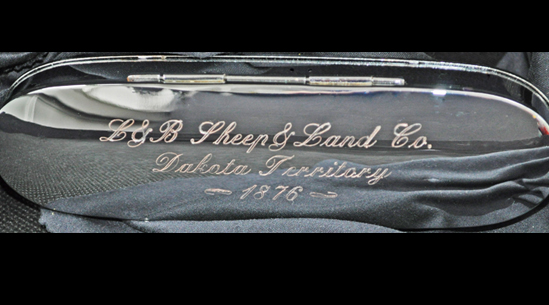 L&B Sheep & Land Co.
Dakota Territory
~ 1876 ~